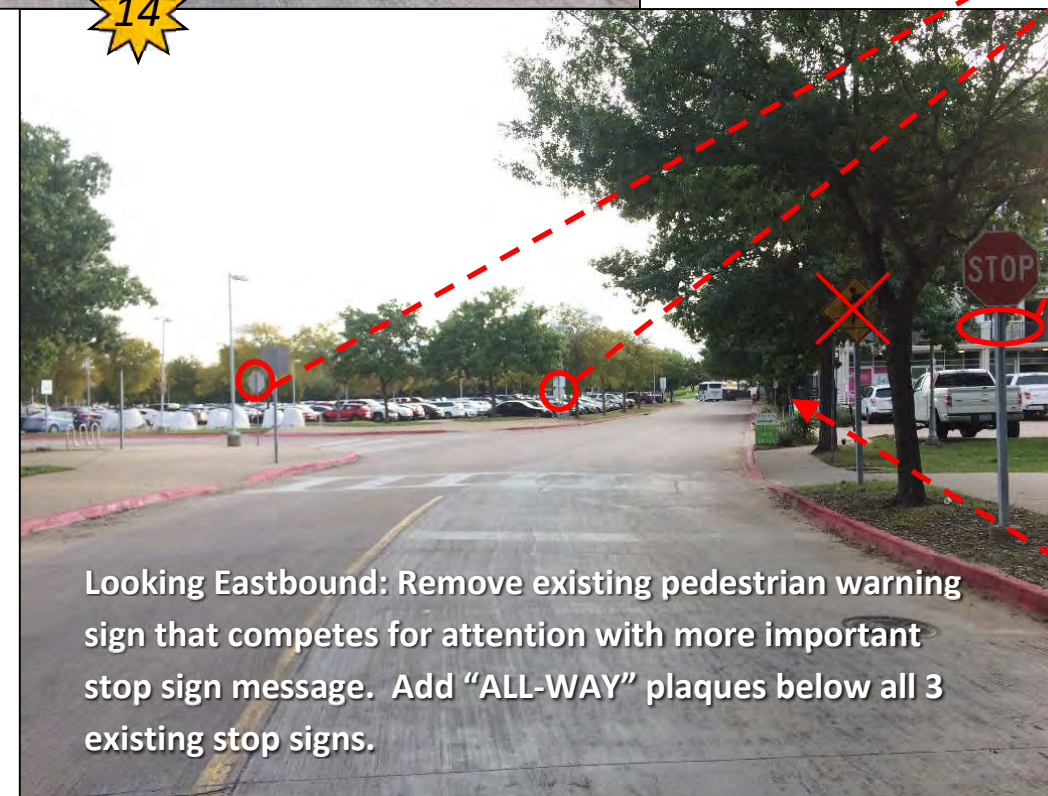 14
STOP
Looking Eastbound: Remove existing pedestrian warning
sign that competes for attention with more important
stop sign message.  Add “ALL-WAY” plaques below all 3
existing stop signs.